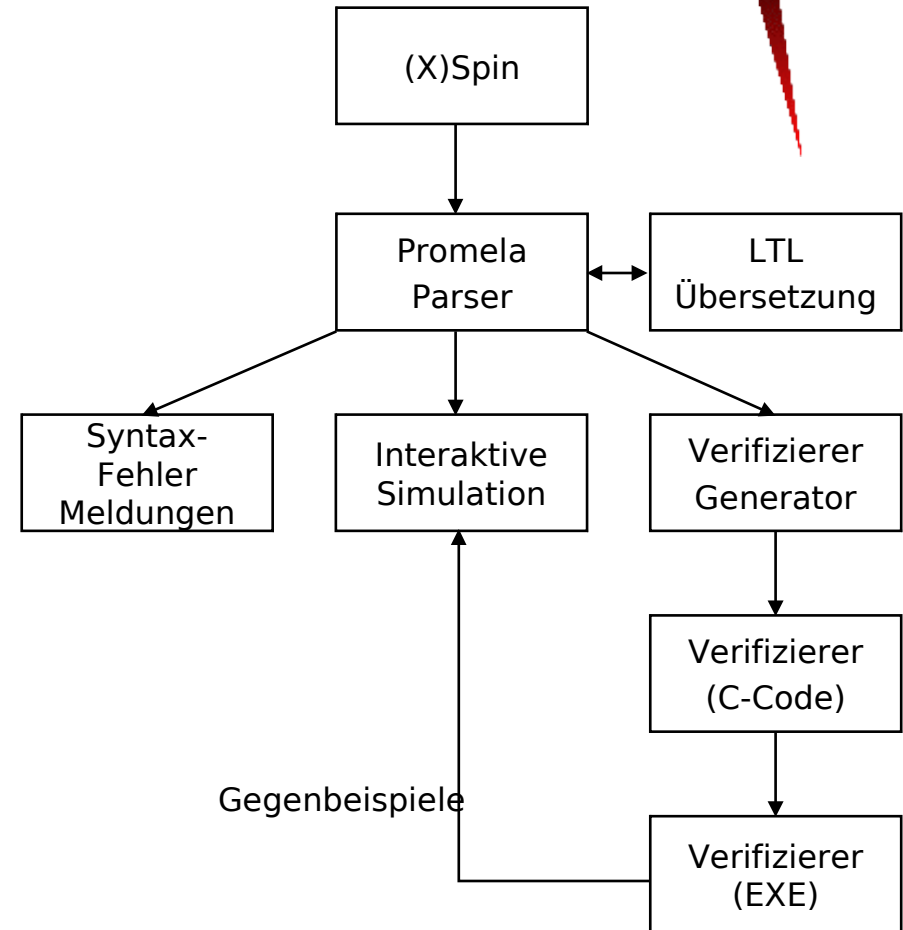 (X)Spin
Promela
Parser
LTL
Übersetzung
Syntax-
Fehler
Meldungen
Interaktive
Simulation
Verifizierer
Generator
Verifizierer
(C-Code)
Gegenbeispiele
Verifizierer
(EXE)